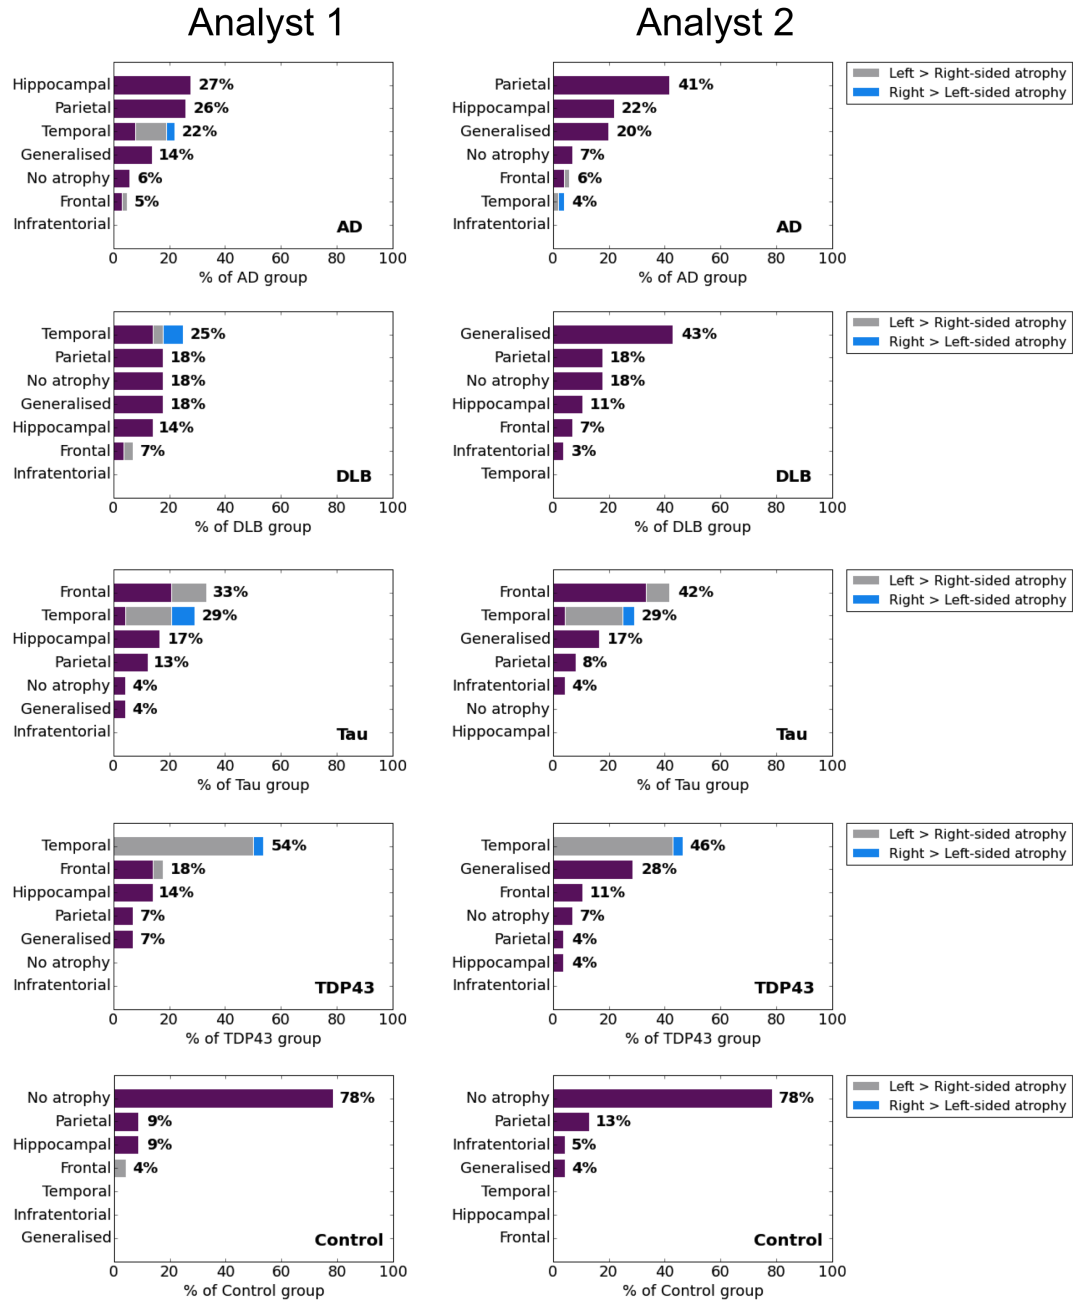 Analyst 1
Analyst 2
Hippocampal 27%
Parietal 26%
Temporal 22%
Generalised 14%
No atrophy 6%
Frontal 5%
Infratentorial
AD
0 20 40 60 80 100
% of AD group
Parietal 41%
Hippocampal 22%
Generalised 20%
No atrophy 7%
Frontal 6%
Temporal 4%
Infratentorial
AD
0 20 40 60 80 100
% of AD group
Left > Right-sided atrophy
Right > Left-sided atrophy
Temporal 25%
Parietal 18%
No atrophy 18%
Generalised 18%
Hippocampal 14%
Frontal 7%
Infratentorial
DLB
0 20 40 60 80 100
% of DLB group
Generalised 43%
Parietal 18%
No atrophy 18%
Hippocampal 11%
Frontal 7%
Infratentorial 3%
Temporal
DLB
0 20 40 60 80 100
% of DLB group
Left > Right-sided atrophy
Right > Left-sided atrophy
Frontal 33%
Temporal 29%
Hippocampal 17%
Parietal 13%
No atrophy 4%
Generalised 4%
Infratentorial
Tau
0 20 40 60 80 100
% of Tau group
Frontal 42%
Temporal 29%
Generalised 17%
Parietal 8%
Infratentorial 4%
No atrophy
Hippocampal
Tau
0 20 40 60 80 100
% of Tau group
Left > Right-sided atrophy
Right > Left-sided atrophy
Temporal 54%
Frontal 18%
Hippocampal 14%
Parietal 7%
Generalised 7%
No atrophy
Infratentorial
TDP43
0 20 40 60 80 100
% of TDP43 group
Temporal 46%
Generalised 28%
Frontal 11%
No atrophy 7%
Parietal 4%
Hippocampal 4%
Infratentorial
TDP43
0 20 40 60 80 100
% of TDP43 group
Left > Right-sided atrophy
Right > Left-sided atrophy
No atrophy 78%
Parietal 9%
Hippocampal 9%
Frontal 4%
Temporal
Infratentorial
Generalised
Control
0 20 40 60 80 100
% of Control group
No atrophy 78%
Parietal 13%
Infratentorial 5%
Generalised 4%
Temporal
Hippocampal
Frontal
Control
0 20 40 60 80 100
% of Control group
Left > Right-sided atrophy
Right > Left-sided atrophy